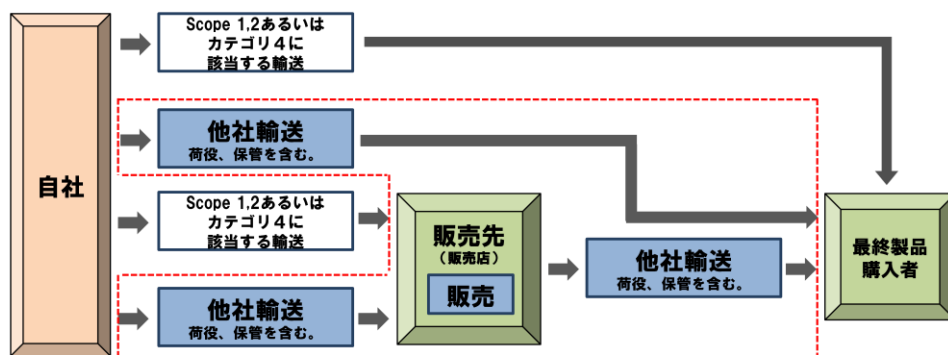 自社
Scope 1,2あるいは
カテゴリ4に
該当する輸送
他社輸送
荷役、保管を含む。
Scope 1,2あるいは
カテゴリ4に
該当する輸送
他社輸送
荷役、保管を含む。
販売先
（販売店）
販売
他社輸送
荷役、保管を含む。
最終製品
購入者